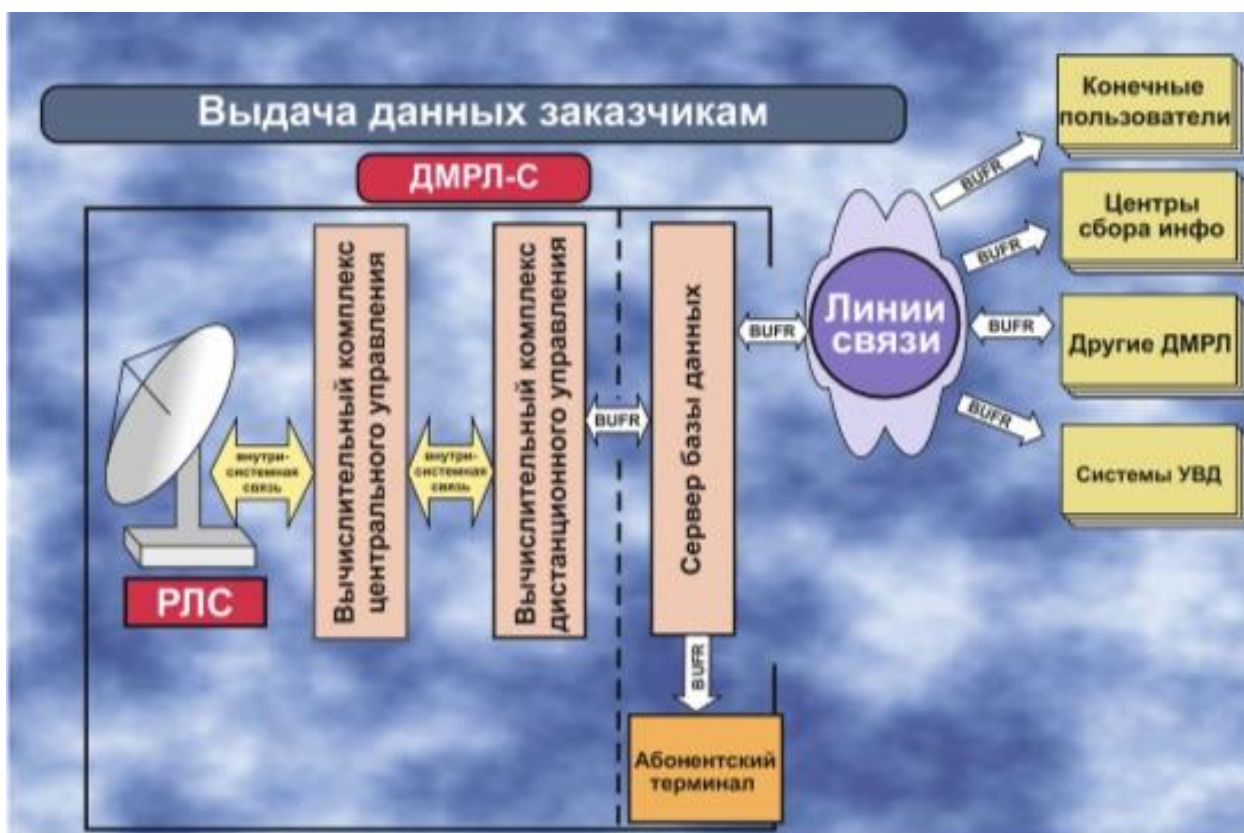 Выдача данных заказчикам
ДМРЛ-С
РЛС
внутри-
системная
связь
Вычислительный комплекс
центрального управления
внутри-
системная
связь
Вычислительный комплекс
дистанционного управления
BUFR
Сервер базы данных
BUFR
Абонентский
терминал
BUFR
Линии
связи
BUFR
Конечные
пользователи
BUFR
Центры
сбора инфо
BUFR
Другие ДМРЛ
BUFR
Системы УВД